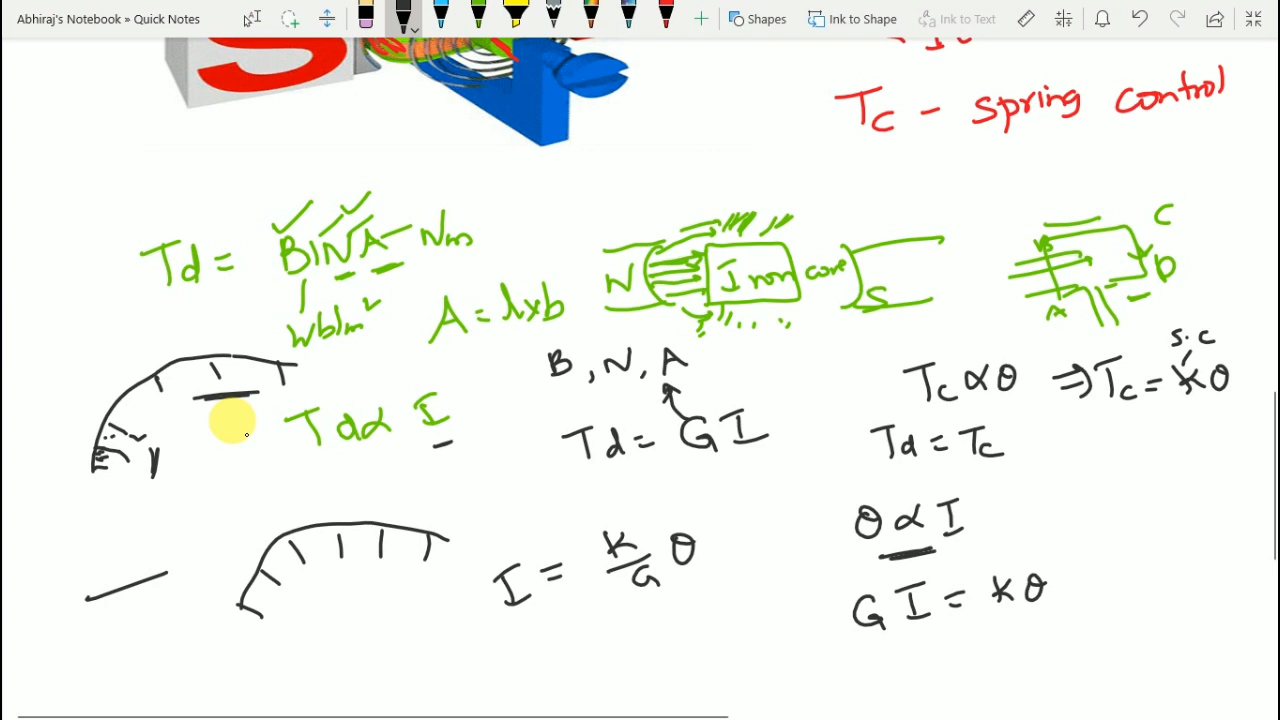 Abhiraj's Notebook » Quick Notes
Shapes
Ink to Shape
Ink to Text
S
Tc - spring control
Td = BINA - Nm
wb/m²
A = l×b
N
Iron core
S
C
B
D
A
Td ∝ I
B, N, A
Td = GI
S.C
Tc ∝ θ ⇒ Tc = Kθ
Td = Tc
θ ∝ I
I = K/G θ
GI = Kθ